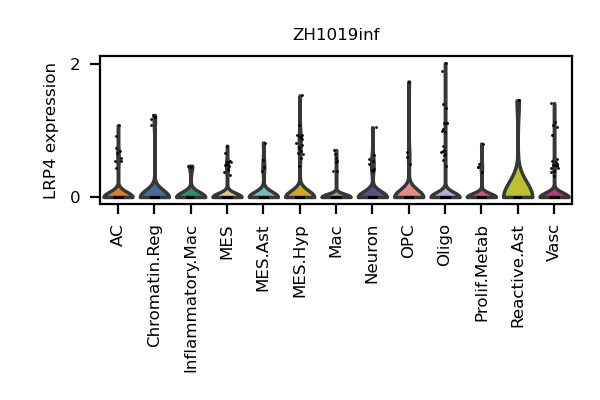 ZH1019inf
LRP4 expression
2
0
AC
Chromatin.Reg
Inflammatory.Mac
MES
MES.Ast
MES.Hyp
Mac
Neuron
OPC
Oligo
Prolif.Metab
Reactive.Ast
Vasc